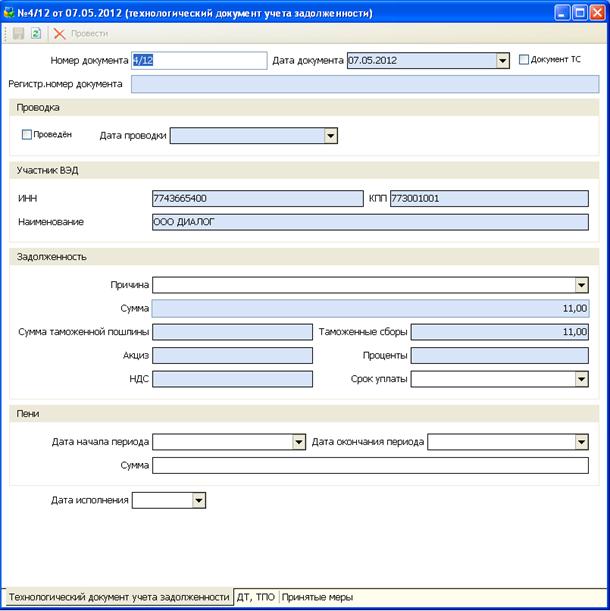 №4/12 от 07.05.2012 (технологический документ учета задолженности)
Провести
Номер документа 4/12 Дата документа 07.05.2012 Документ ТС
Регистр.номер документа
Проводка
Проведён Дата проводки
Участник ВЭД
ИНН 7743665400 КПП 773001001
Наименование ООО ДИАЛОГ
Задолженность
Причина
Сумма 11,00
Сумма таможенной пошлины Таможенные сборы 11,00
Акциз Проценты
НДС Срок уплаты
Пени
Дата начала периода Дата окончания периода
Сумма
Дата исполнения
Технологический документ учета задолженности ДТ, ТПО Принятые меры